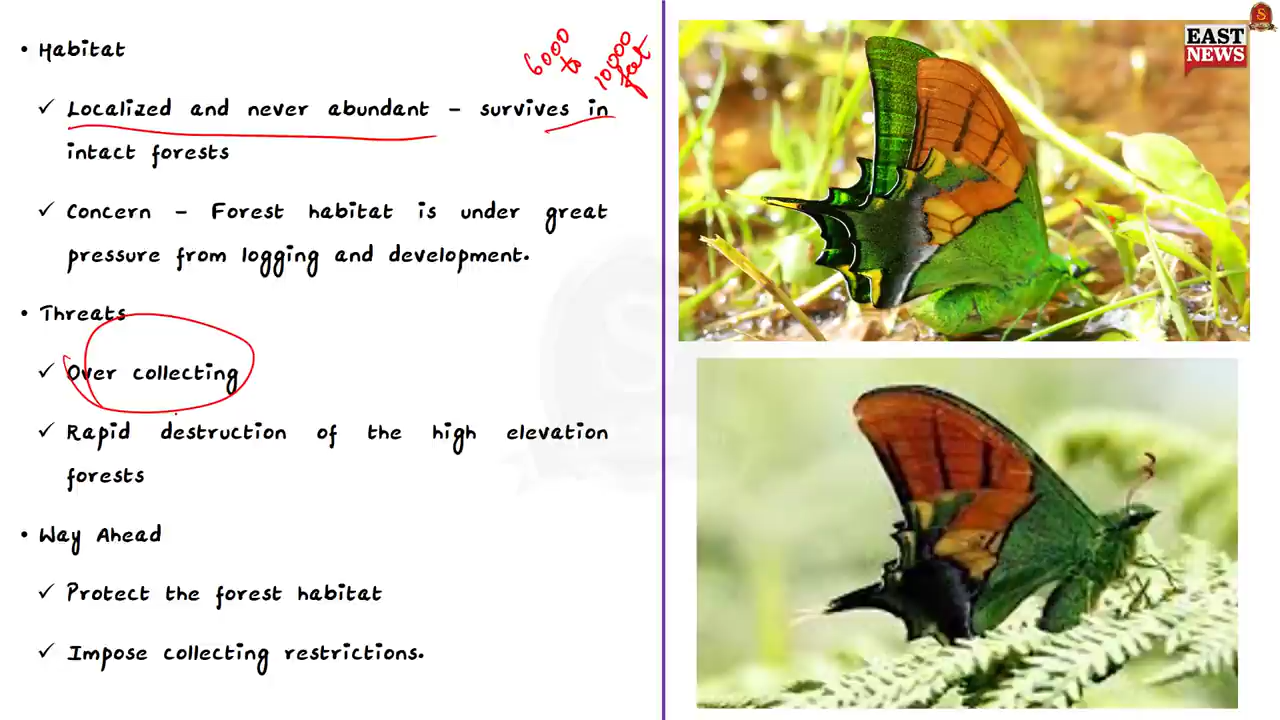 • Habitat
6000
to
10000
feet
✓ Localized and never abundant – survives in
intact forests
✓ Concern – Forest habitat is under great
pressure from logging and development.
• Threats
✓ Over collecting
✓ Rapid destruction of the high elevation
forests
• Way Ahead
✓ Protect the forest habitat
✓ Impose collecting restrictions.
EAST
NEWS